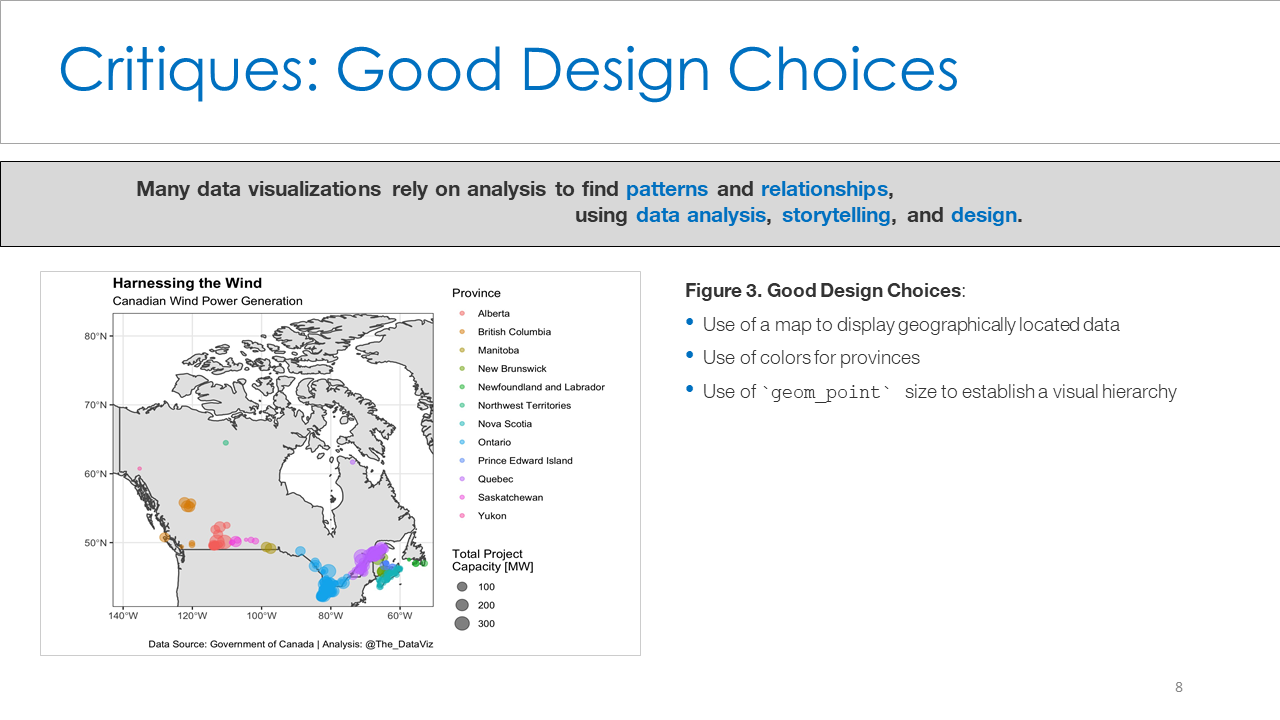 Critiques: Good Design Choices
Many data visualizations rely on analysis to find patterns and relationships,
using data analysis, storytelling, and design.
Harnessing the Wind
Canadian Wind Power Generation
80°N
70°N
60°N
50°N
140°W 120°W 100°W 80°W 60°W
Data Source: Government of Canada | Analysis: @The_DataViz
Province
Alberta
British Columbia
Manitoba
New Brunswick
Newfoundland and Labrador
Northwest Territories
Nova Scotia
Ontario
Prince Edward Island
Quebec
Saskatchewan
Yukon
Total Project
Capacity [MW]
100
200
300
Figure 3. Good Design Choices:
• Use of a map to display geographically located data
• Use of colors for provinces
• Use of `geom_point` size to establish a visual hierarchy
8